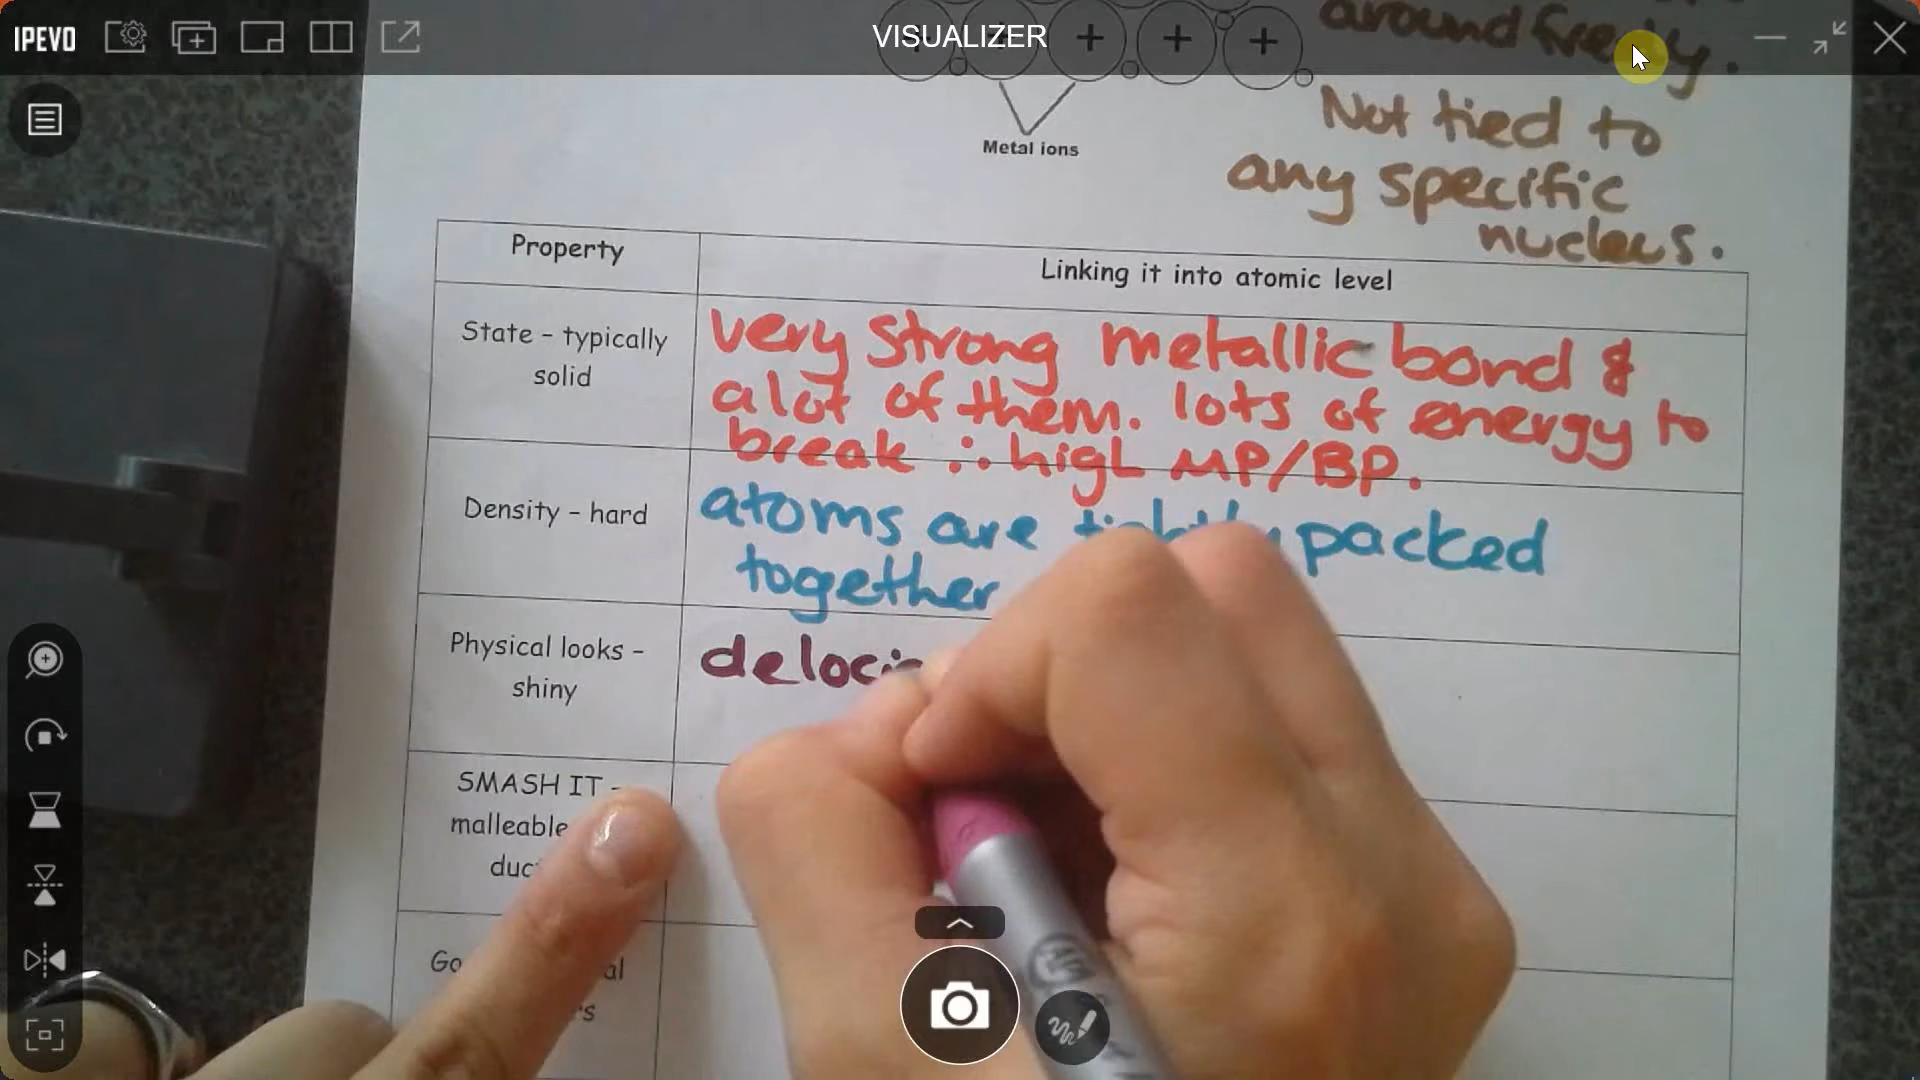 IPEVO
VISUALIZER
around freely.
Not tied to
any specific
nucleus.
Metal ions
Property
Linking it into atomic level
State – typically
solid
very strong metallic bond &
alot of them. lots of energy to
break ∴ high MP/BP.
Density – hard
atoms are tightly packed
together
Physical looks –
shiny
SMASH IT –
malleable